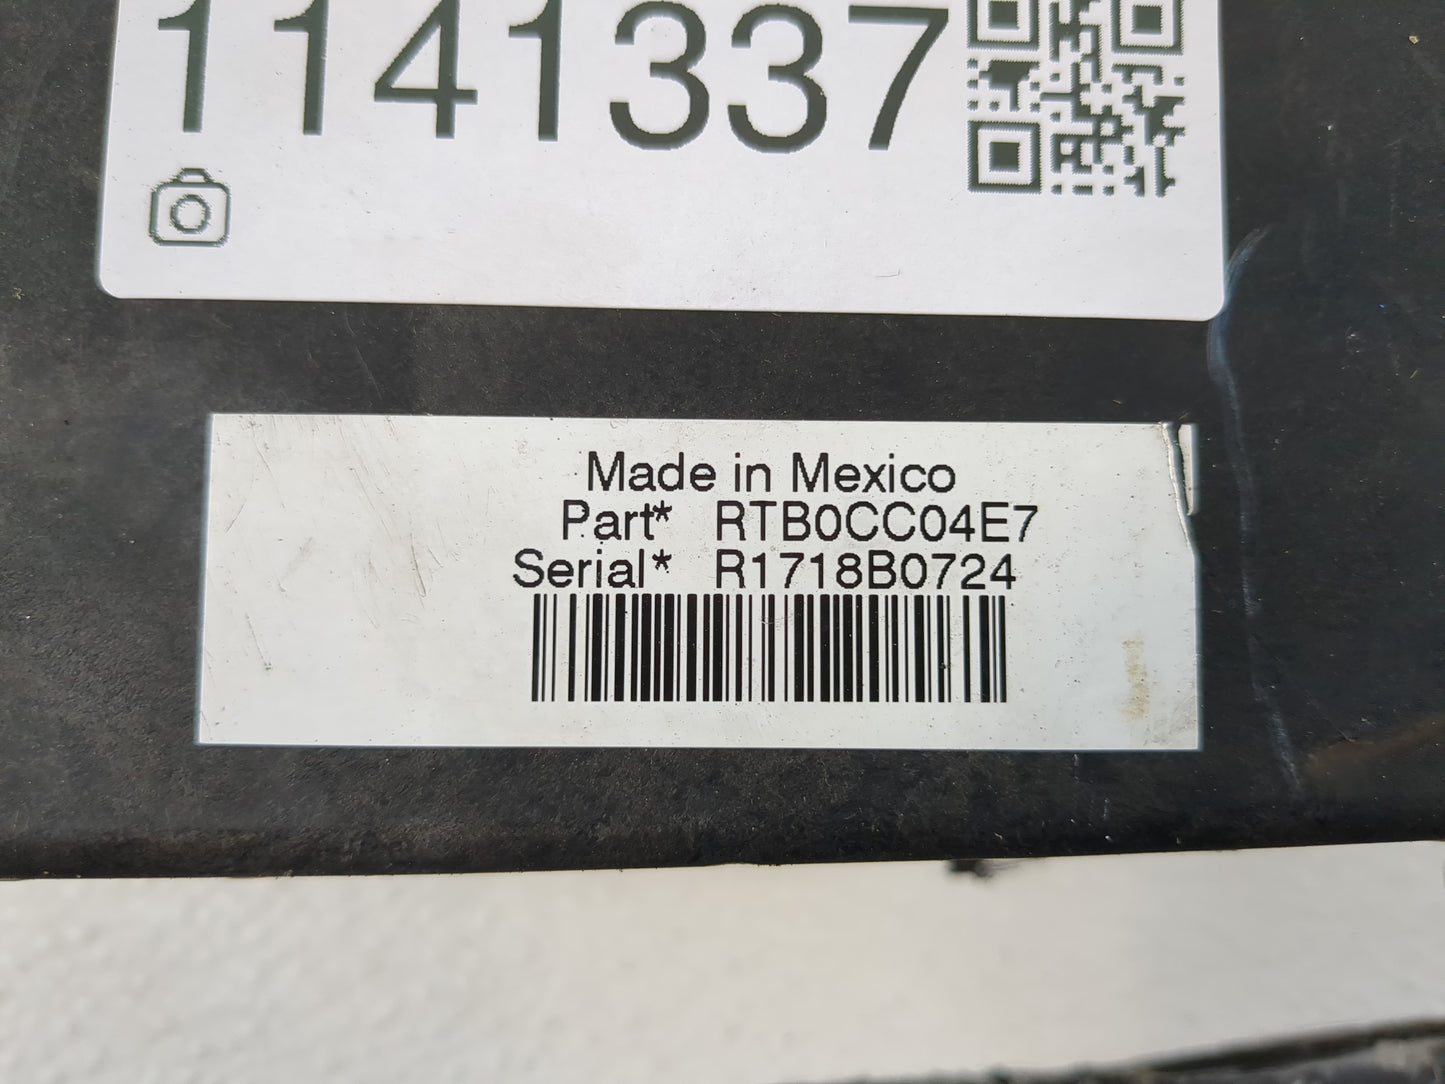 1141337
Made in Mexico
Part* RTB0CC04E7
Serial* R1718B0724